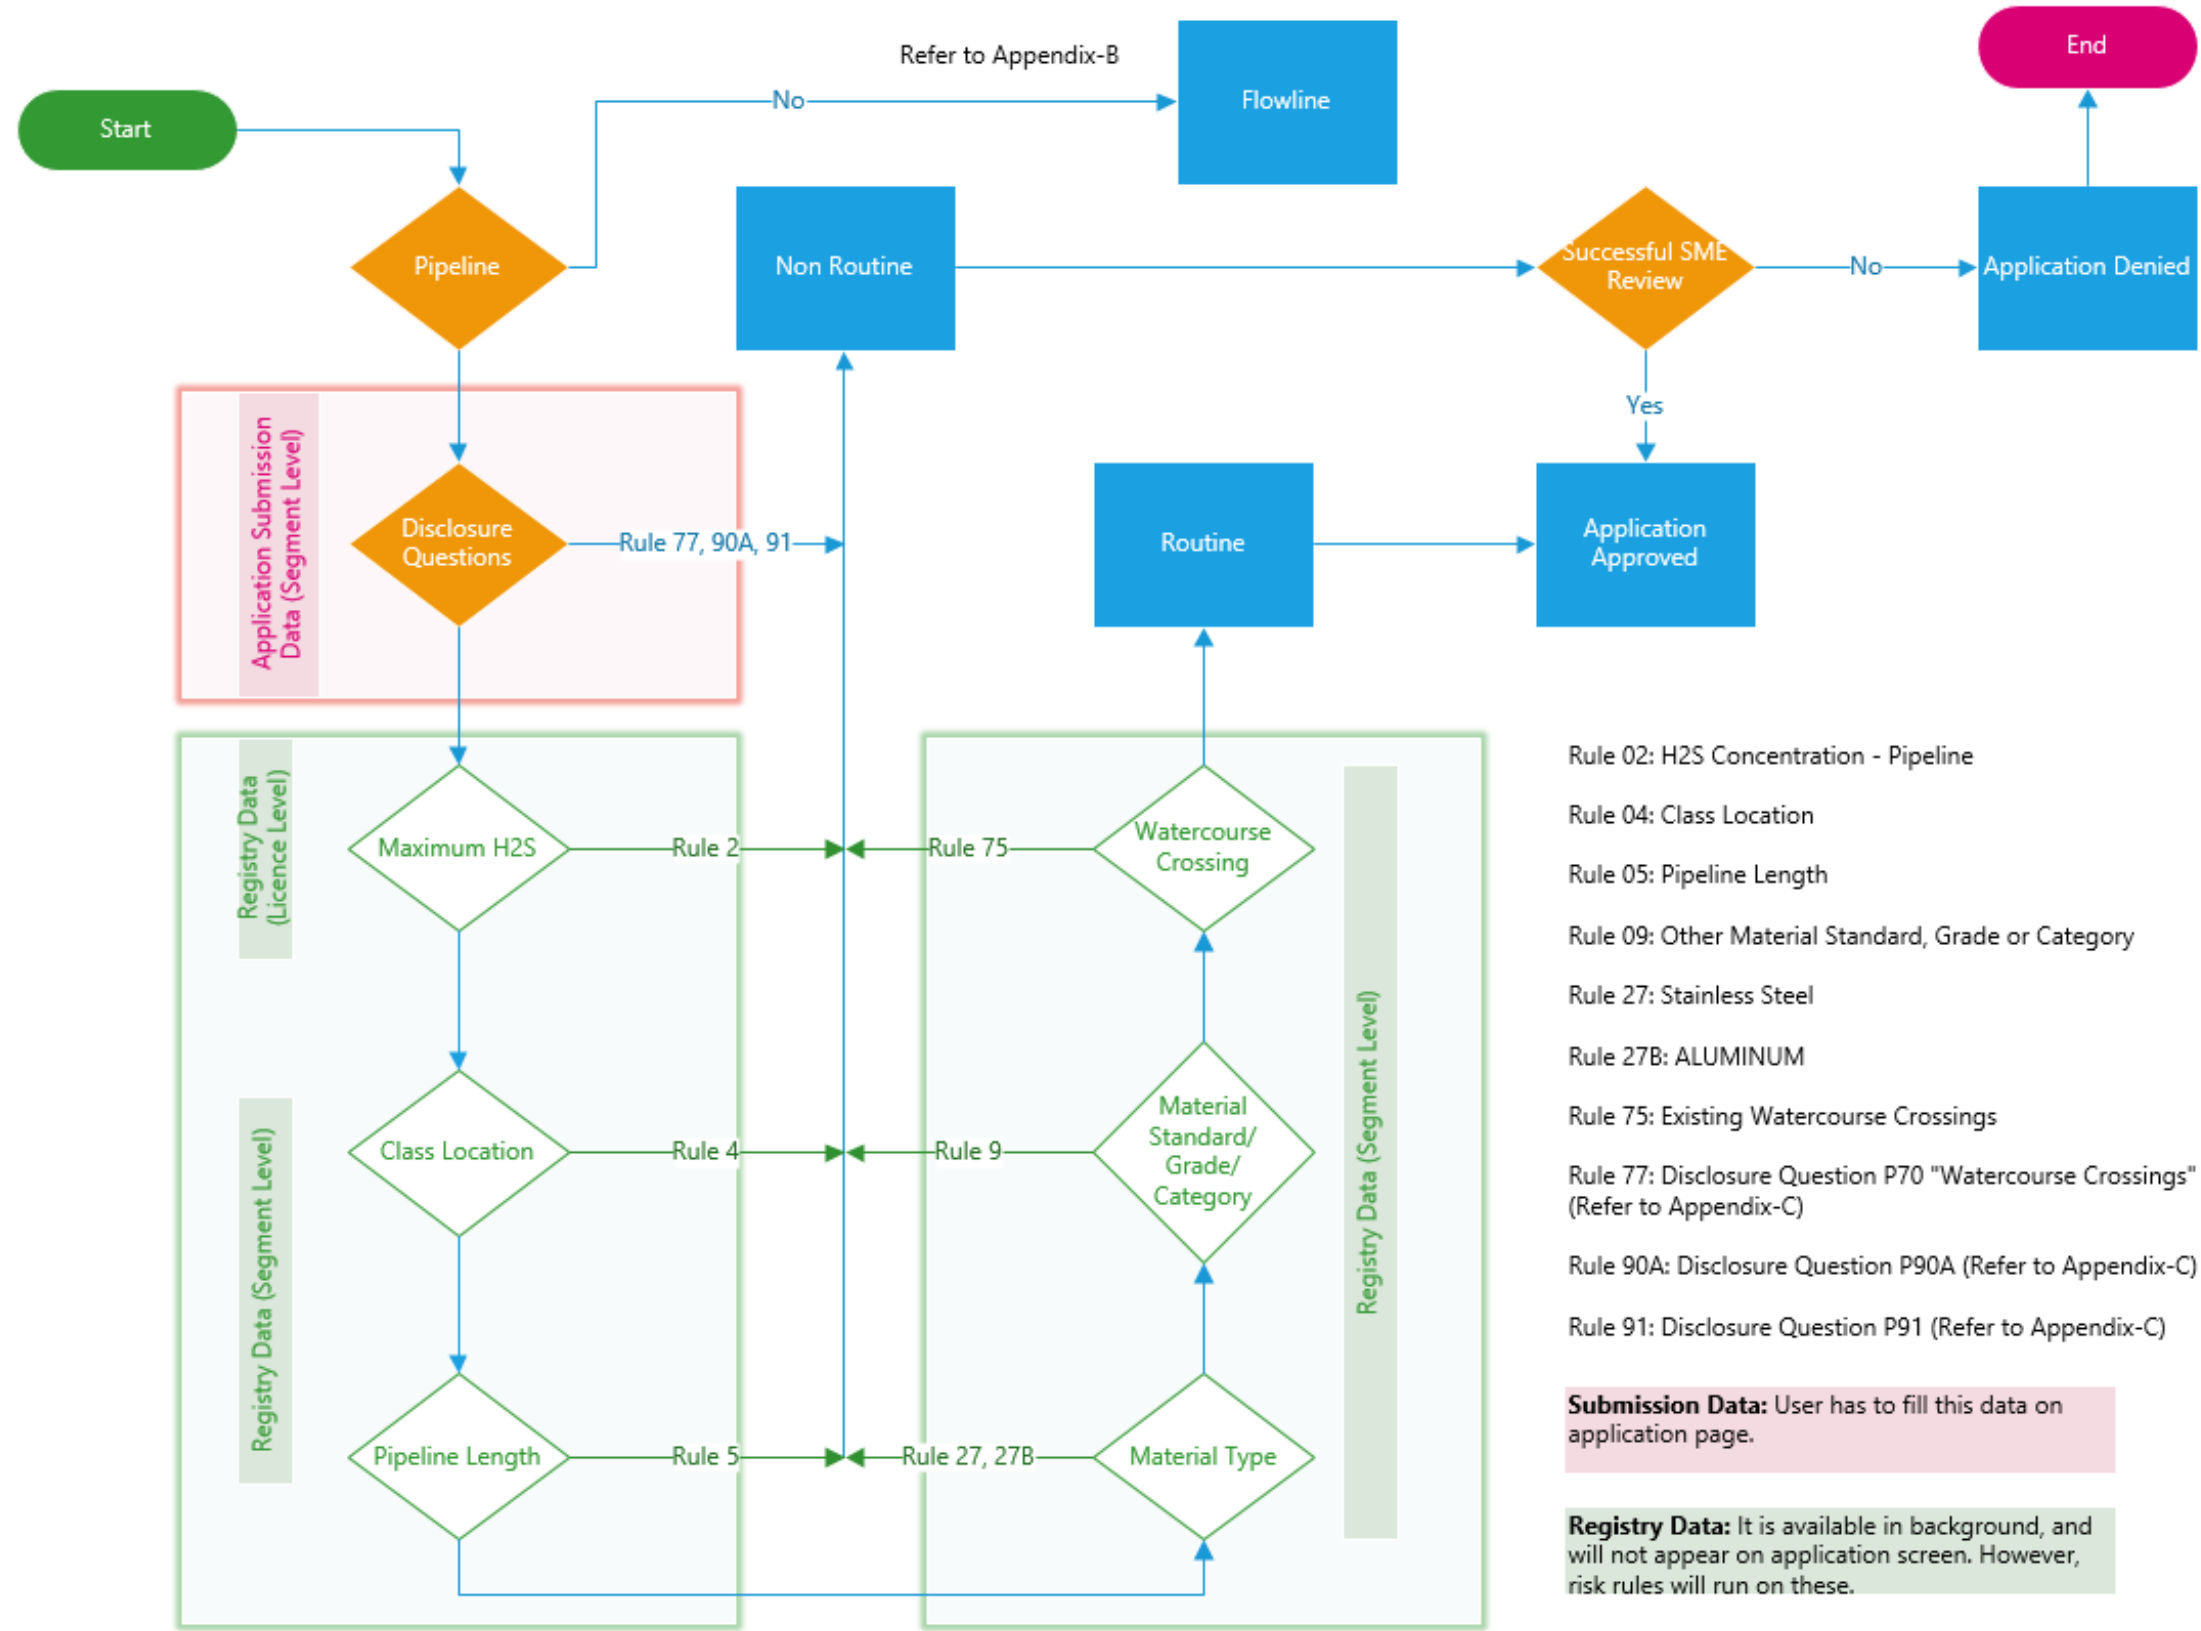 Refer to Appendix-B
End
Start
No
Flowline
Pipeline
Non Routine
Successful SME
Review
No
Application Denied
Yes
Application Submission
Data (Segment Level)
Disclosure
Questions
Rule 77, 90A, 91
Routine
Application
Approved
Registry Data
(Licence Level)
Maximum H2S
Rule 2
Rule 75
Watercourse
Crossing
Registry Data (Segment Level)
Class Location
Rule 4
Rule 9
Material
Standard/
Grade/
Category
Registry Data (Segment Level)
Pipeline Length
Rule 5
Rule 27, 27B
Material Type
Rule 02: H2S Concentration - Pipeline
Rule 04: Class Location
Rule 05: Pipeline Length
Rule 09: Other Material Standard, Grade or Category
Rule 27: Stainless Steel
Rule 27B: ALUMINUM
Rule 75: Existing Watercourse Crossings
Rule 77: Disclosure Question P70 "Watercourse Crossings"
(Refer to Appendix-C)
Rule 90A: Disclosure Question P90A (Refer to Appendix-C)
Rule 91: Disclosure Question P91 (Refer to Appendix-C)
Submission Data: User has to fill this data on
application page.
Registry Data: It is available in background, and
will not appear on application screen. However,
risk rules will run on these.